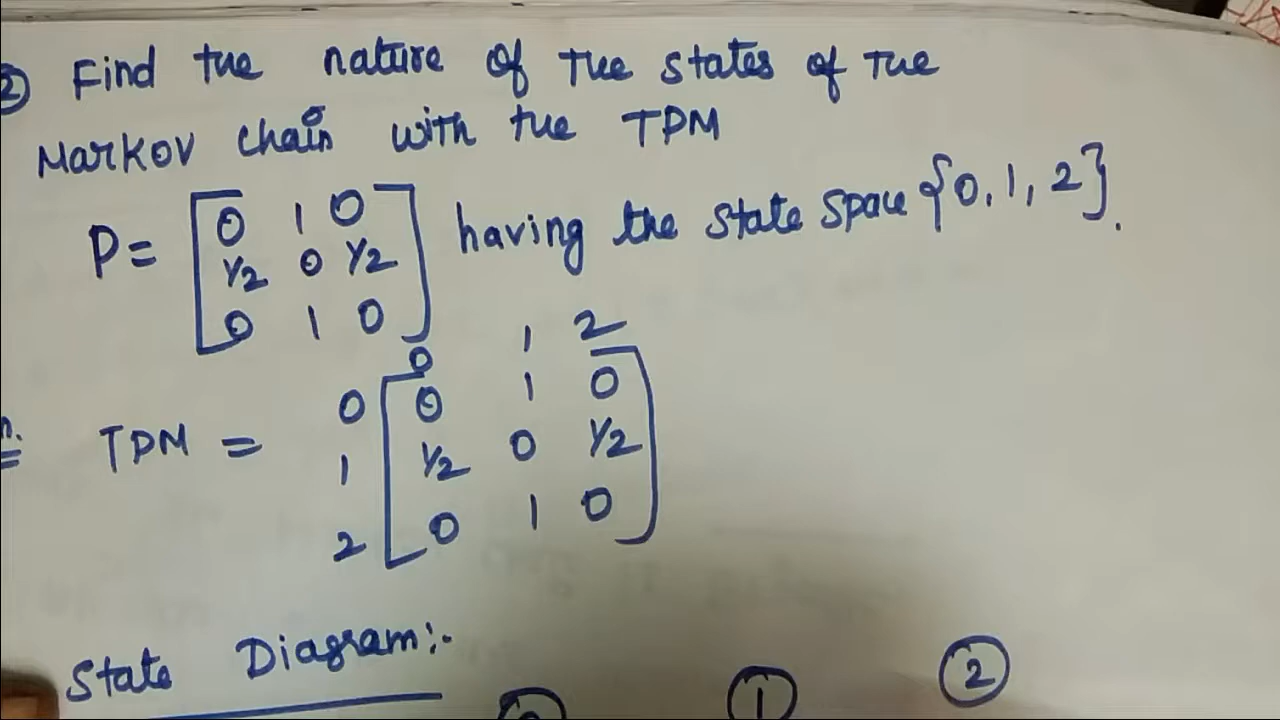 2) Find the nature of the states of the
Markov chain with the TPM
P = [0 1 0
1/2 0 1/2
0 1 0] having the state space {0, 1, 2}.
0 1 2
TPM = 0 [0 1 0
1 1/2 0 1/2
2 0 1 0]
State Diagram:-
0 1 2